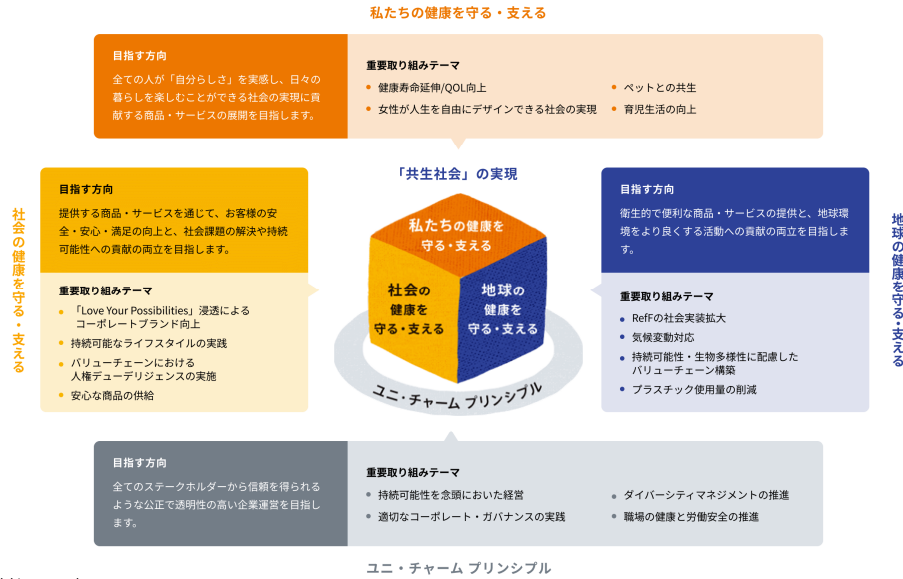 私たちの健康を守る・支える
目指す方向
全ての人が「自分らしさ」を実感し、日々の
暮らしを楽しむことができる社会の実現に貢
献する商品・サービスの展開を目指します。
重要取り組みテーマ
健康寿命延伸/QOL向上
女性が人生を自由にデザインできる社会の実現
ペットとの共生
育児生活の向上
社会の健康を守る・支える
目指す方向
提供する商品・サービスを通じて、お客様の安
全・安心・満足の向上と、社会課題の解決や持続
可能性への貢献の両立を目指します。
重要取り組みテーマ
「Love Your Possibilities」浸透による
コーポレートブランド向上
持続可能なライフスタイルの実践
バリューチェーンにおける
人権デューデリジェンスの実施
安心な商品の供給
「共生社会」の実現
私たちの健康を
守る・支える
社会の
健康を
守る・支える
地球の
健康を
守る・支える
ユニ・チャーム プリンシプル
目指す方向
衛生的で便利な商品・サービスの提供と、地球環
境をより良くする活動への貢献の両立を目指しま
す。
重要取り組みテーマ
RefFの社会実装拡大
気候変動対応
持続可能性・生物多様性に配慮した
バリューチェーン構築
プラスチック使用量の削減
地球の健康を守る・支える
目指す方向
全てのステークホルダーから信頼を得られる
ような公正で透明性の高い企業運営を目指し
ます。
重要取り組みテーマ
持続可能性を念頭においた経営
適切なコーポレート・ガバナンスの実践
ダイバーシティマネジメントの推進
職場の健康と労働安全の推進
ユニ・チャーム プリンシプル